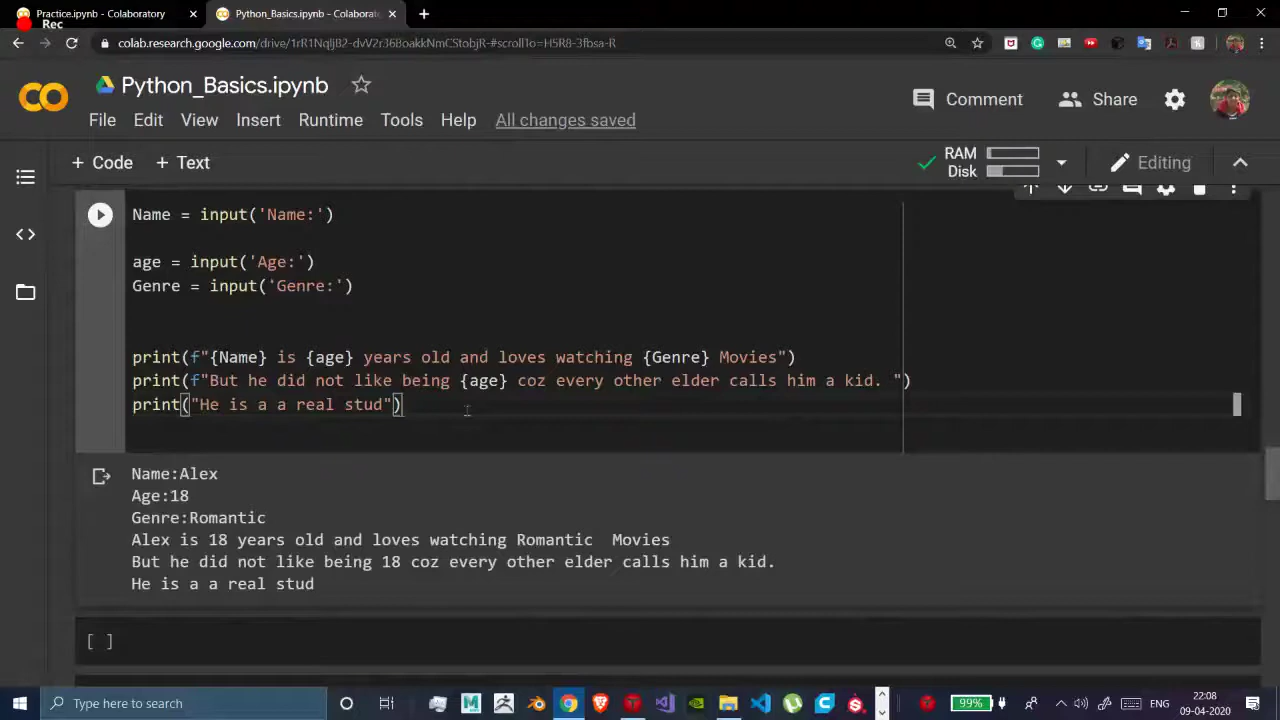 Practice.ipynb - Colaboratory
Python_Basics.ipynb - Colaborato
Rec
colab.research.google.com/drive/1rR1NqljB2-dvV2r368oakkNmCStobjR-#scrollTo=H5R8-3fbsa-R
CO
Python_Basics.ipynb
Comment
Share
File
Edit
View
Insert
Runtime
Tools
Help
All changes saved
+ Code
+ Text
RAM
Disk
Editing
Name = input('Name:')
age = input('Age:')
Genre = input('Genre:')
print(f"{Name} is {age} years old and loves watching {Genre} Movies")
print(f"But he did not like being {age} coz every other elder calls him a kid. ")
print("He is a a real stud")
Name:Alex
Age:18
Genre:Romantic
Alex is 18 years old and loves watching Romantic  Movies
But he did not like being 18 coz every other elder calls him a kid.
He is a a real stud
[ ]
Type here to search
99%
ENG
22:08
09-04-2020